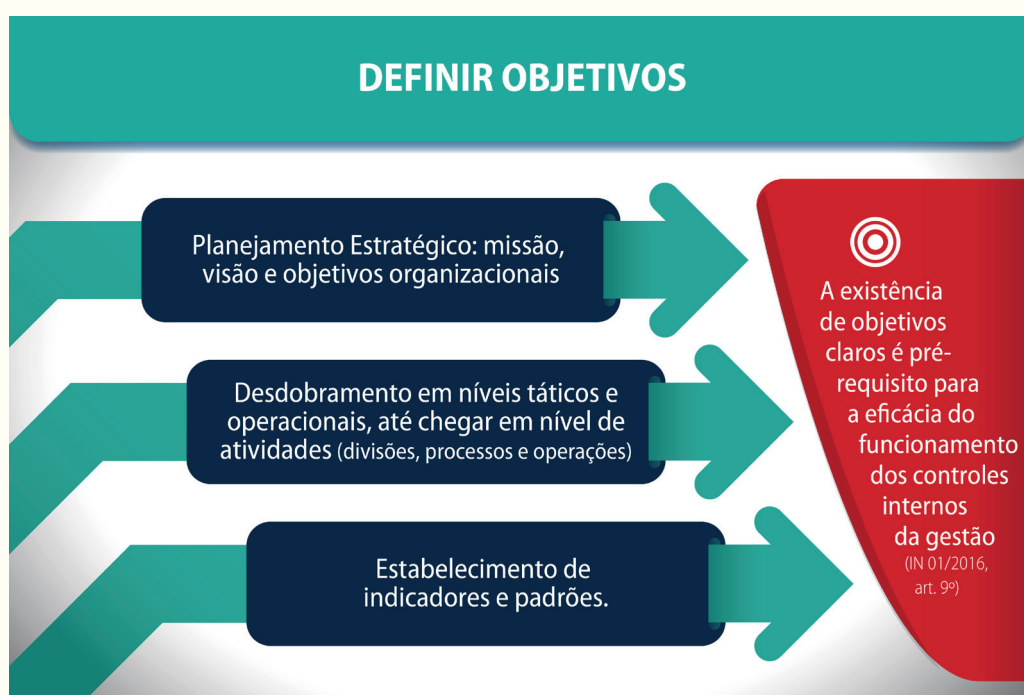 DEFINIR OBJETIVOS
Planejamento Estratégico: missão,
visão e objetivos organizacionais
Desdobramento em níveis táticos e
operacionais, até chegar em nível de
atividades (divisões, processos e operações)
Estabelecimento de
indicadores e padrões.
A existência
de objetivos
claros é pré-
requisito para
a eficácia do
funcionamento
dos controles
internos
da gestão
(IN 01/2016,
art. 9º)